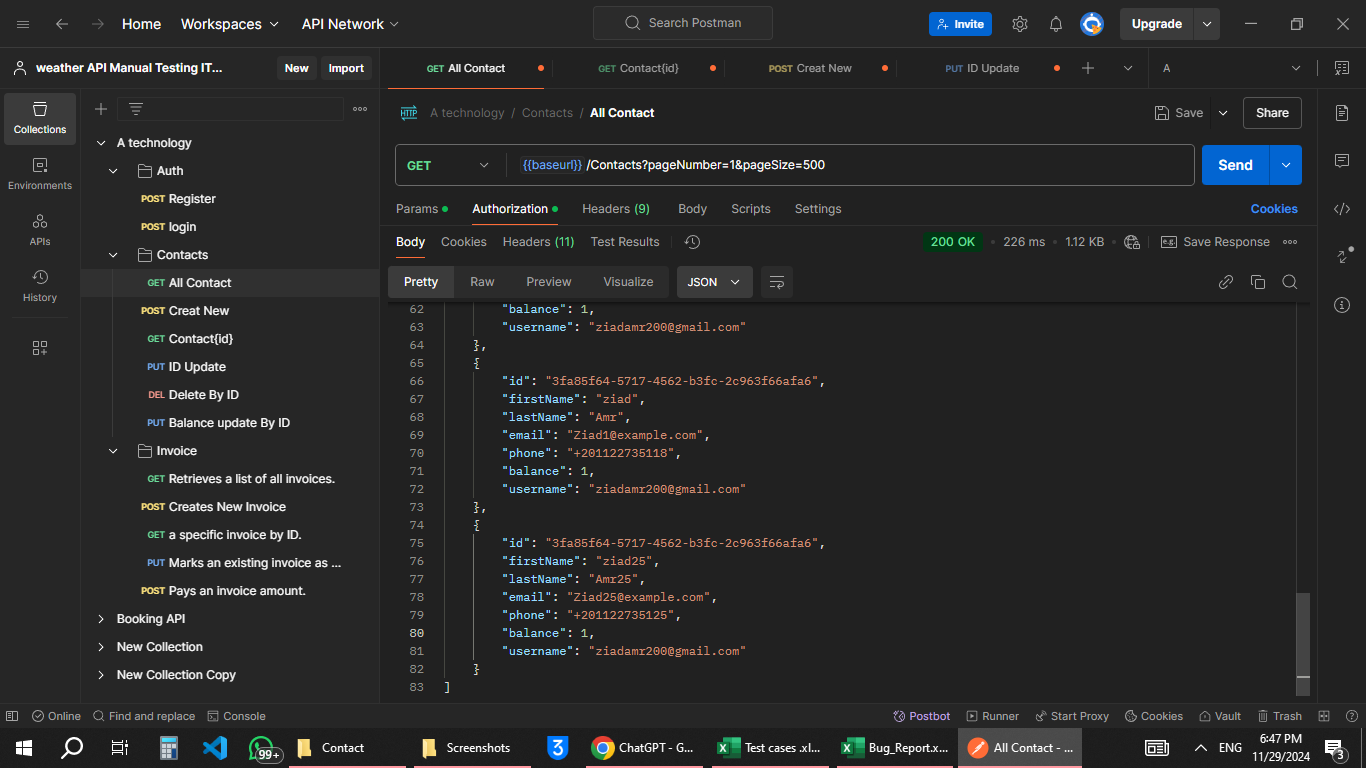 Home Workspaces API Network Search Postman Invite Upgrade
weather API Manual Testing IT... New Import GET All Contact GET Contact{id} POST Creat New PUT ID Update A
Collections
Environments
APIs
History
A technology
Auth
POST Register
POST login
Contacts
GET All Contact
POST Creat New
GET Contact{id}
PUT ID Update
DEL Delete By ID
PUT Balance update By ID
Invoice
GET Retrieves a list of all invoices.
POST Creates New Invoice
GET a specific invoice by ID.
PUT Marks an existing invoice as ...
POST Pays an invoice amount.
Booking API
New Collection
New Collection Copy
HTTP A technology / Contacts / All Contact Save Share
GET {{baseurl}} /Contacts?pageNumber=1&pageSize=500 Send
Params Authorization Headers (9) Body Scripts Settings Cookies
Body Cookies Headers (11) Test Results 200 OK 226 ms 1.12 KB e.g. Save Response
Pretty Raw Preview Visualize JSON
62 "balance": 1,
63 "username": "ziadamr200@gmail.com"
64 },
65 {
66 "id": "3fa85f64-5717-4562-b3fc-2c963f66afa6",
67 "firstName": "ziad",
68 "lastName": "Amr",
69 "email": "Ziad1@example.com",
70 "phone": "+201122735118",
71 "balance": 1,
72 "username": "ziadamr200@gmail.com"
73 },
74 {
75 "id": "3fa85f64-5717-4562-b3fc-2c963f66afa6",
76 "firstName": "ziad25",
77 "lastName": "Amr25",
78 "email": "Ziad25@example.com",
79 "phone": "+201122735125",
80 "balance": 1,
81 "username": "ziadamr200@gmail.com"
82 }
83 ]
Online Find and replace Console Postbot Runner Start Proxy Cookies Vault Trash
99+ Contact Screenshots 3 ChatGPT - G... Test cases .xl... Bug_Report.x... All Contact - ... ENG 6:47 PM
11/29/2024 3